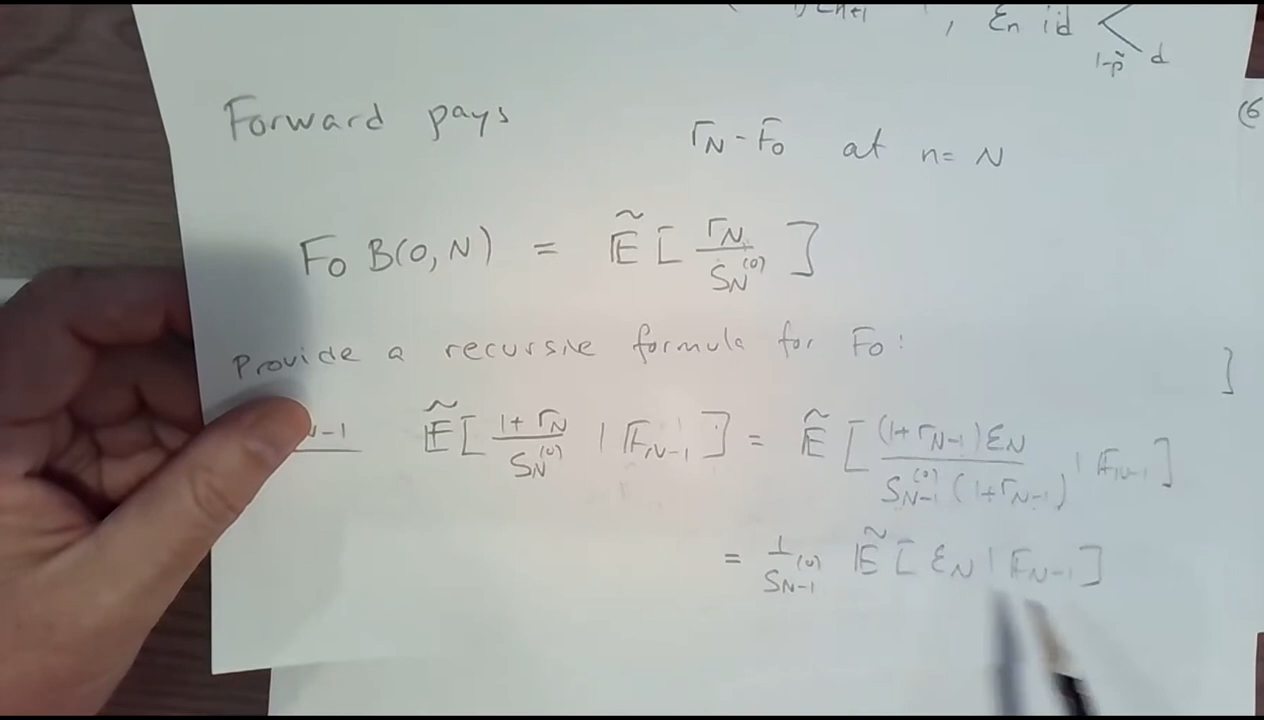 , εn iid
1-p̃ d
Forward pays rN - F0 at n= N
(6
F0 B(0,N) = Ẽ [ rN / SN^(0) ]
Provide a recursive formula for F0:
]
N-1 Ẽ [ 1+rN / SN^(0) | FN-1 ] = Ẽ [ (1+rN-1) εN / SN-1^(0) (1+rN-1) | FN-1 ]
= 1 / SN-1^(0) Ẽ [ εN | FN-1 ]